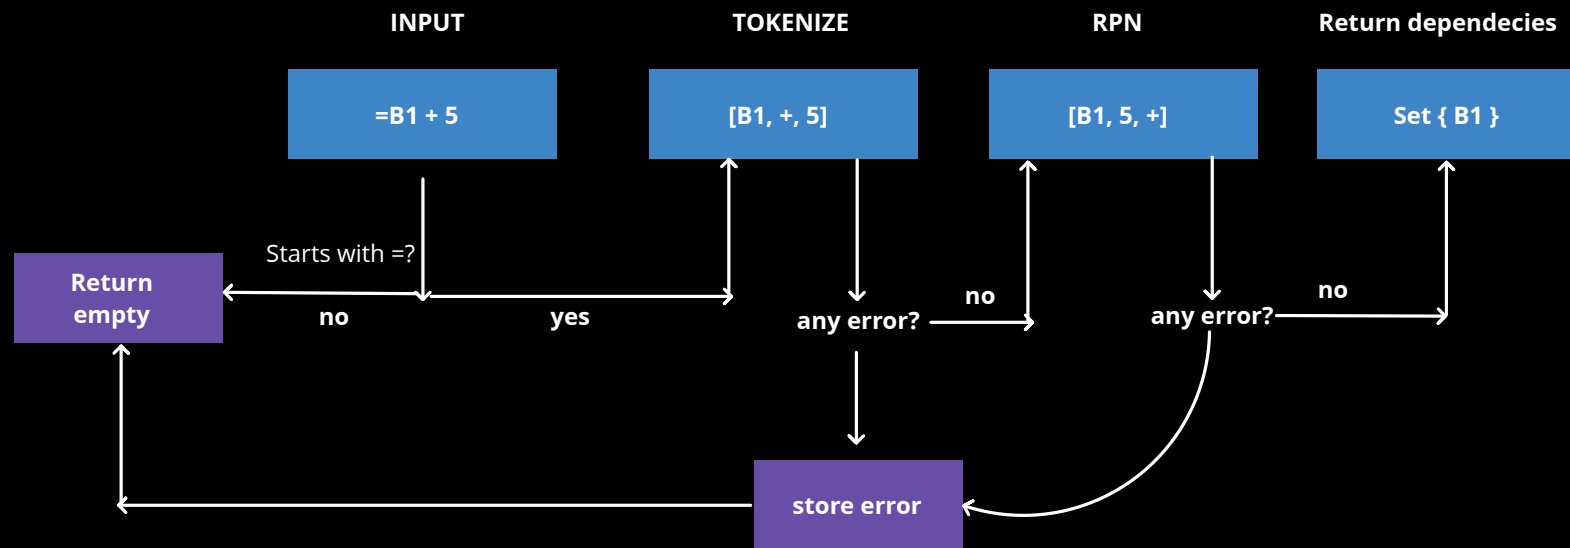 INPUT
TOKENIZE
RPN
Return dependecies
=B1 + 5
[B1, +, 5]
[B1, 5, +]
Set { B1 }
Starts with =?
Return
empty
no
yes
any error?
no
any error?
no
store error